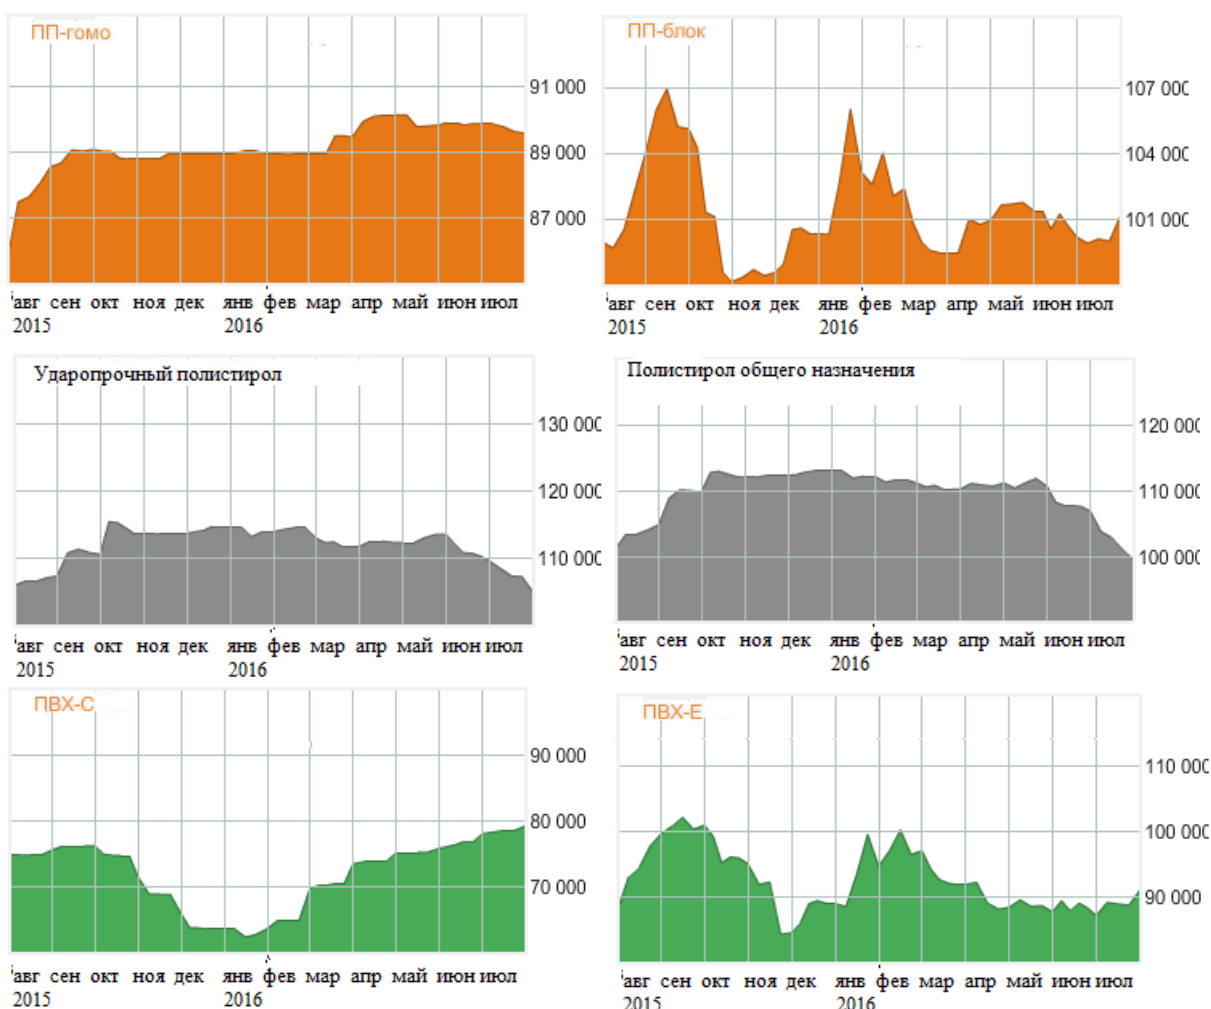 ПП-гомо
91 000
89 000
87 000
авг сен окт ноя дек янв фев мар апр май июн июл
2015 2016
ПП-блок
107 000
104 000
101 000
авг сен окт ноя дек янв фев мар апр май июн июл
2015 2016
Ударопрочный полистирол
130 000
120 000
110 000
авг сен окт ноя дек янв фев мар апр май июн июл
2015 2016
Полистирол общего назначения
120 000
110 000
100 000
авг сен окт ноя дек янв фев мар апр май июн июл
2015 2016
ПВХ-С
90 000
80 000
70 000
авг сен окт ноя дек янв фев мар апр май июн июл
2015 2016
ПВХ-Е
110 000
100 000
90 000
авг сен окт ноя дек янв фев мар апр май июн июл
2015 2016